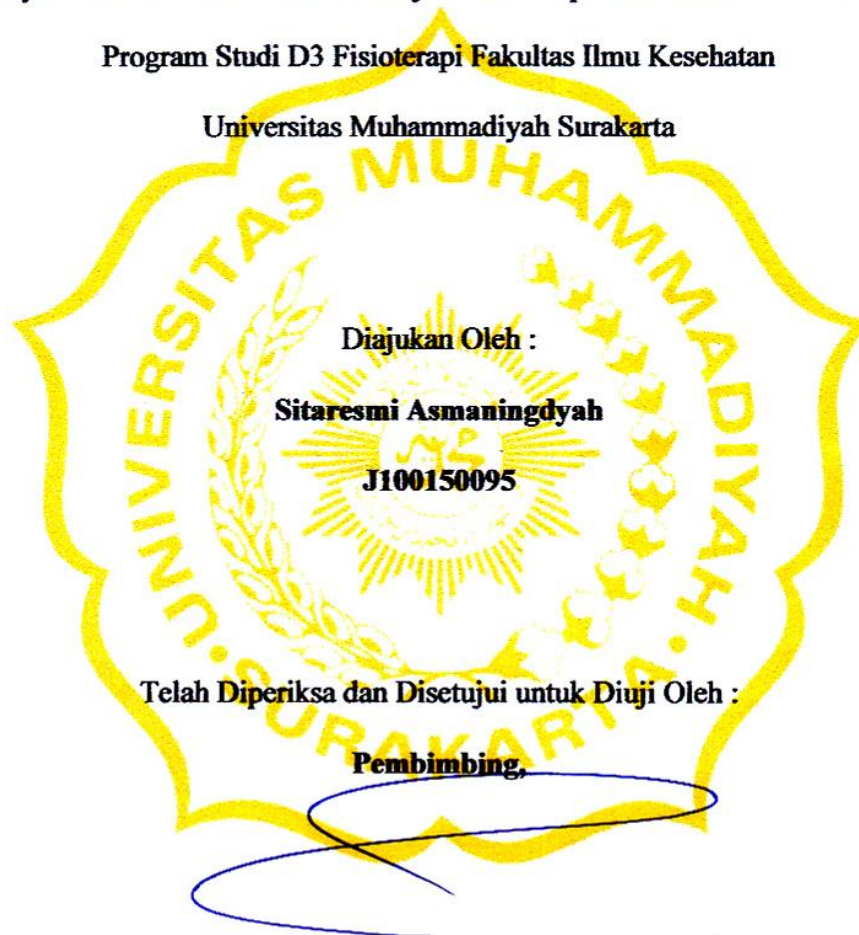 Program Studi D3 Fisioterapi Fakultas Ilmu Kesehatan
Universitas Muhammadiyah Surakarta
UNIVERSITAS MUHAMMADIYAH
Diajukan Oleh :
Sitaresmi Asmaningdyah
J100150095
Telah Diperiksa dan Disetujui untuk Diuji Oleh :
SURAKARTA
Pembimbing,